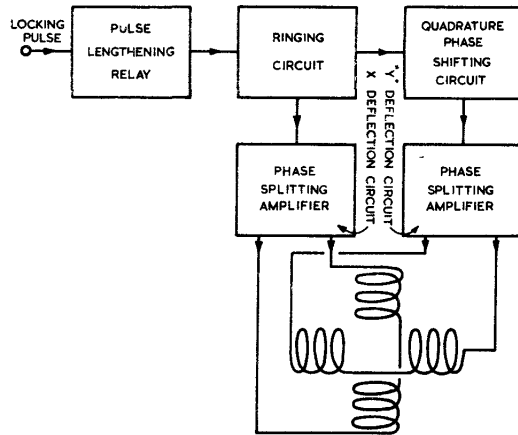 LOCKING
PULSE
PULSE
LENGTHENING
RELAY
RINGING
CIRCUIT
QUADRATURE
PHASE
SHIFTING
CIRCUIT
"Y" DEFLECTION CIRCUIT
X DEFLECTION CIRCUIT
PHASE
SPLITTING
AMPLIFIER
PHASE
SPLITTING
AMPLIFIER